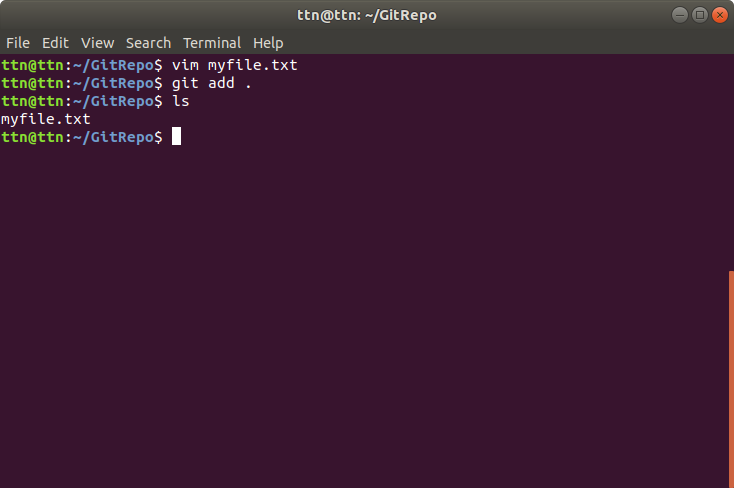 ttn@ttn: ~/GitRepo
File Edit View Search Terminal Help
ttn@ttn:~/GitRepo$ vim myfile.txt
ttn@ttn:~/GitRepo$ git add .
ttn@ttn:~/GitRepo$ ls
myfile.txt
ttn@ttn:~/GitRepo$